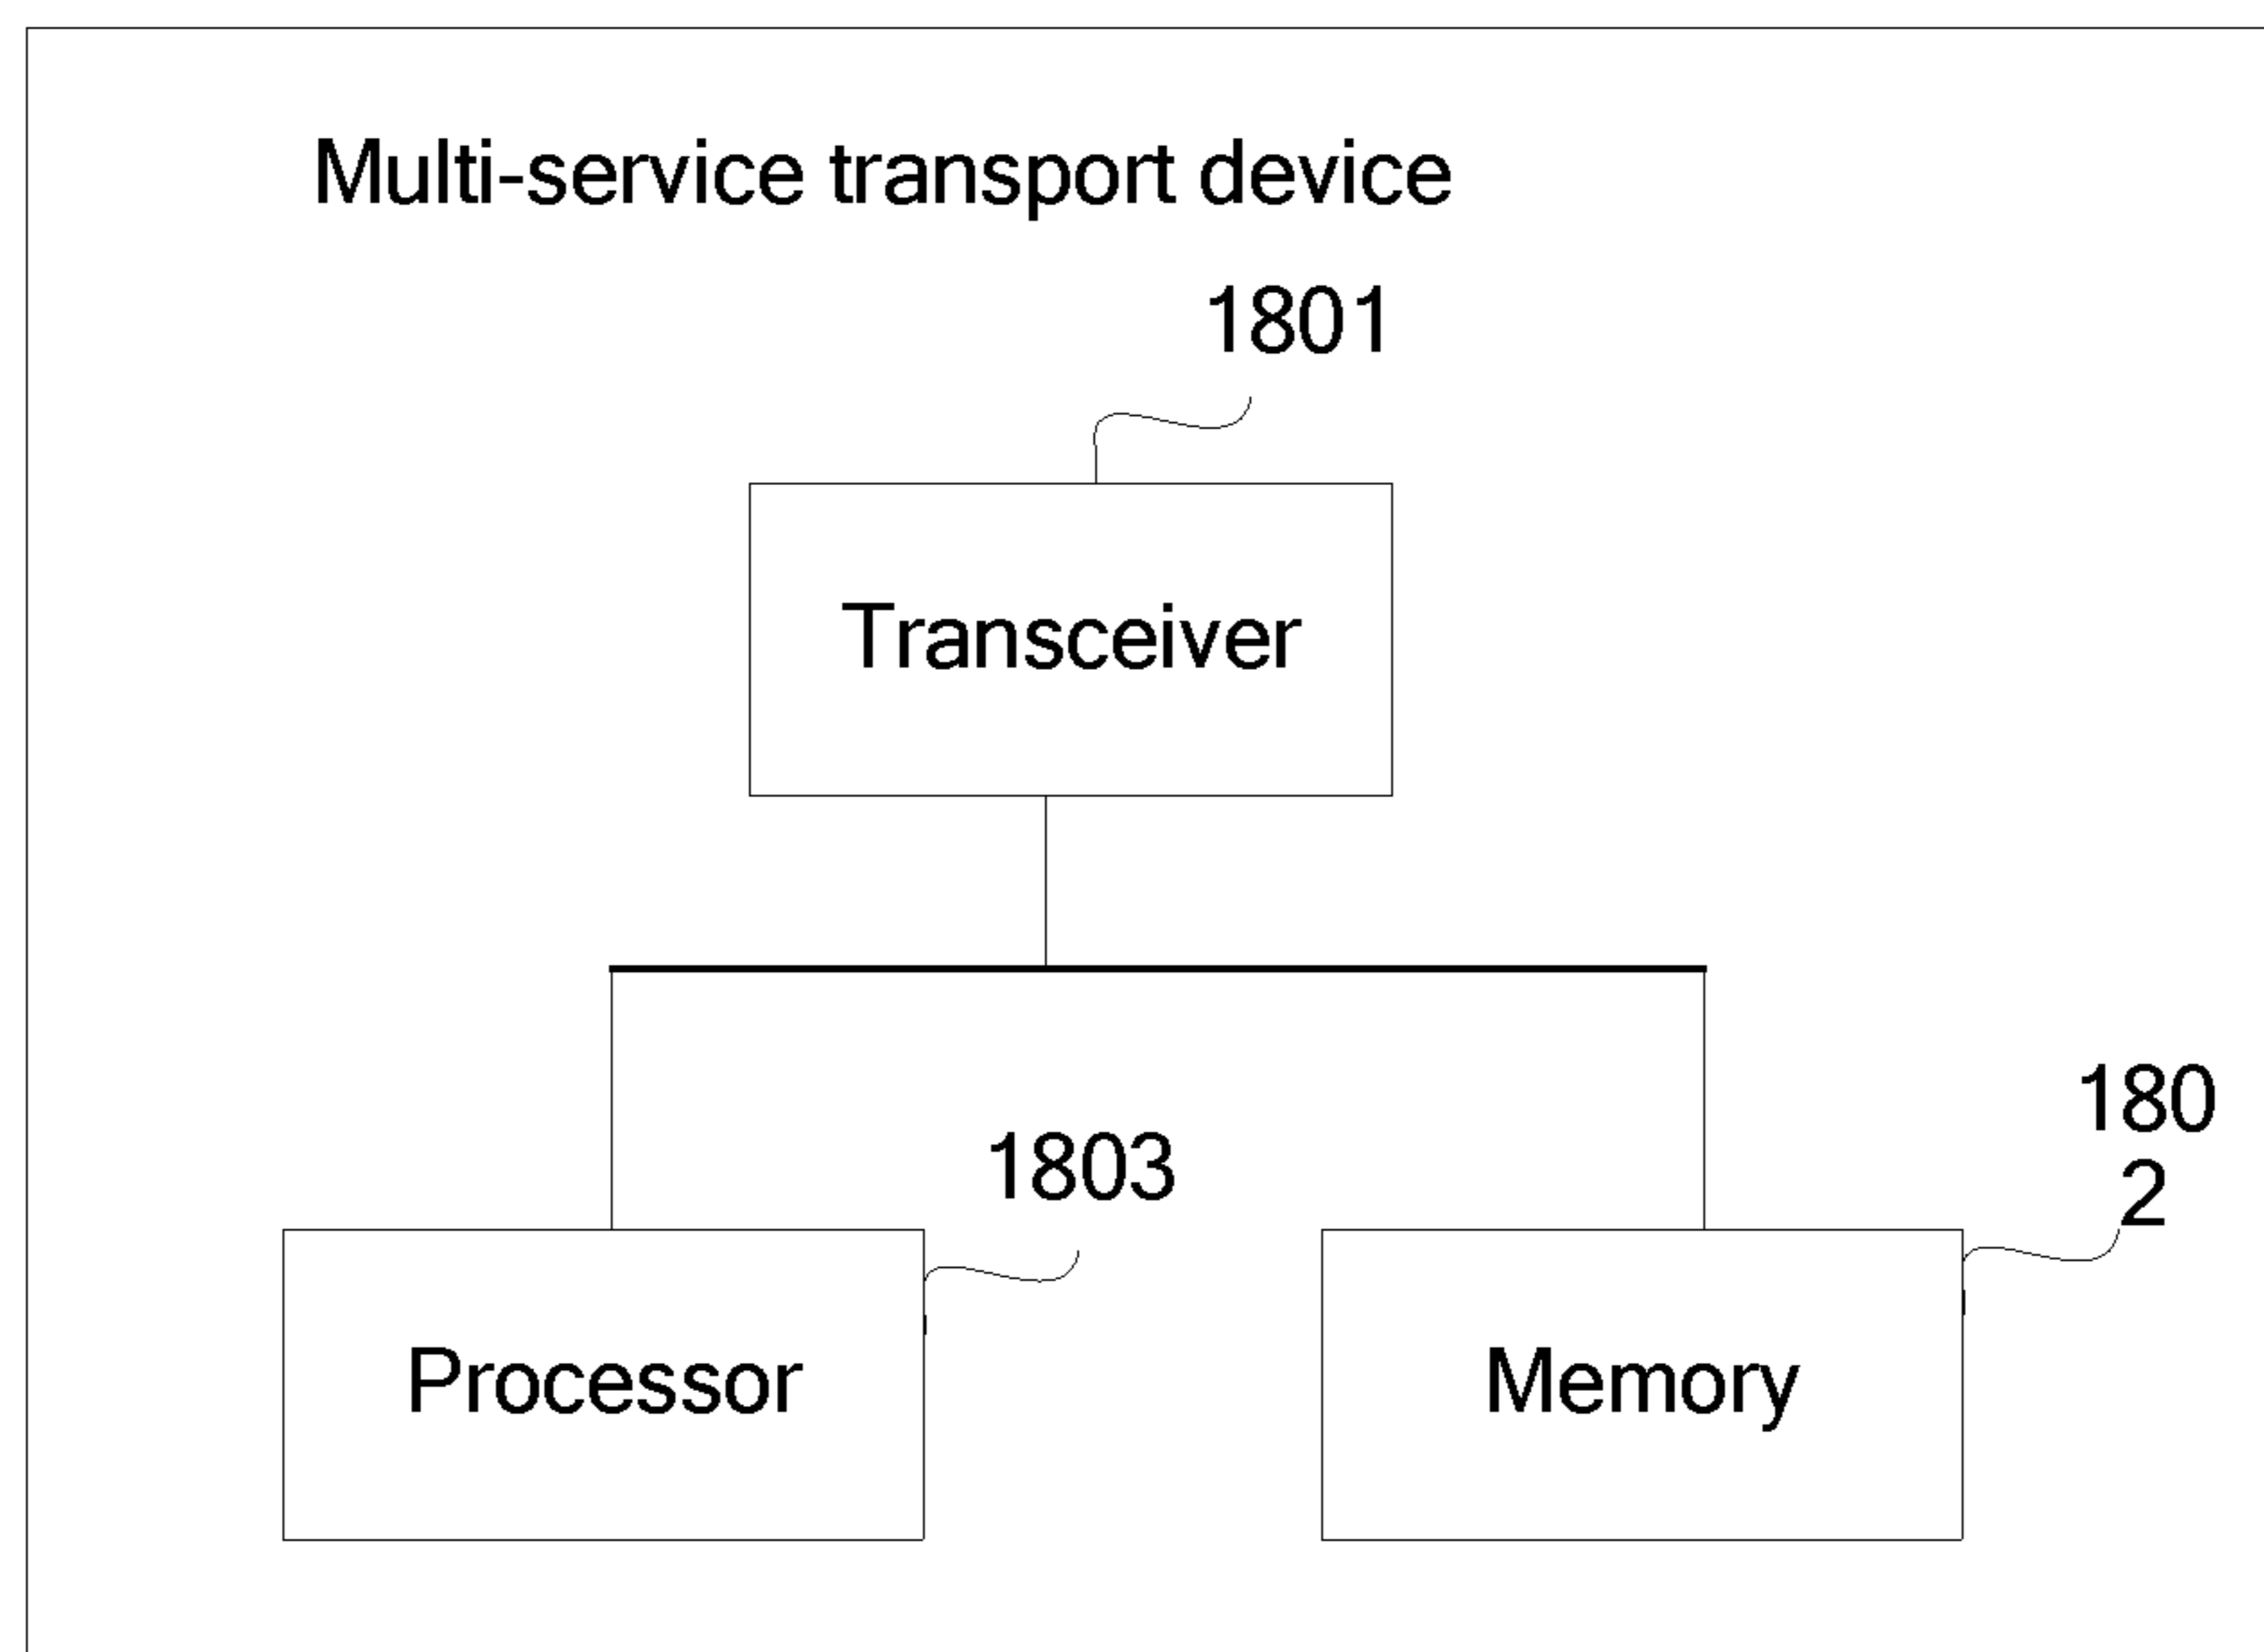 Multi-service transport device
1801
Transceiver
1803
180
2
Processor
Memory